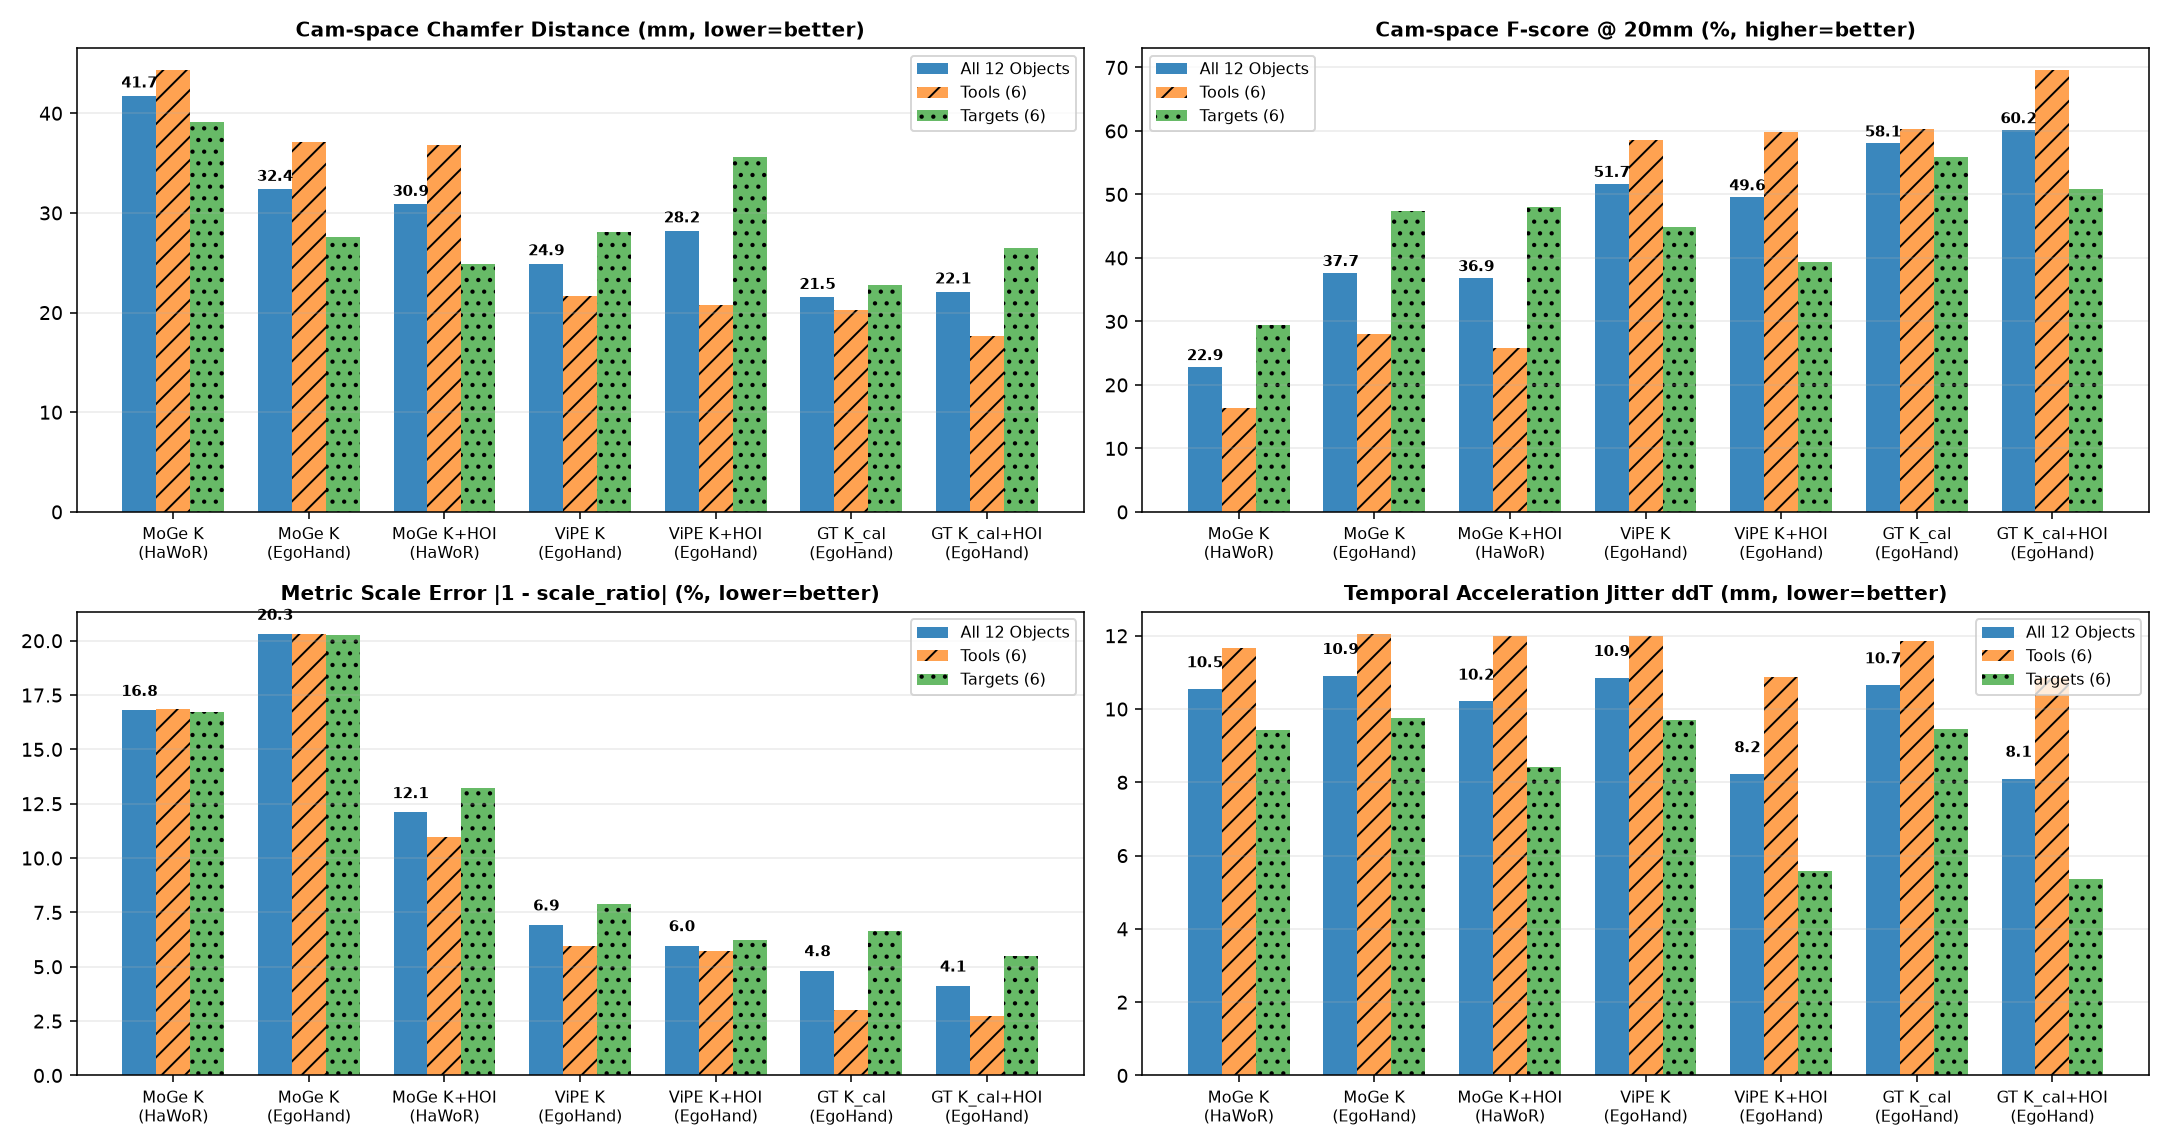 Cam-space Chamfer Distance (mm, lower=better)
41.7
32.4
30.9
24.9
28.2
21.5
22.1
All 12 Objects
Tools (6)
Targets (6)
40
30
20
10
0
MoGe K
(HaWoR)
MoGe K
(EgoHand)
MoGe K+HOI
(HaWoR)
ViPE K
(EgoHand)
ViPE K+HOI
(EgoHand)
GT K_cal
(EgoHand)
GT K_cal+HOI
(EgoHand)
Cam-space F-score @ 20mm (%, higher=better)
All 12 Objects
Tools (6)
Targets (6)
22.9
37.7
36.9
51.7
49.6
58.1
60.2
70
60
50
40
30
20
10
0
MoGe K
(HaWoR)
MoGe K
(EgoHand)
MoGe K+HOI
(HaWoR)
ViPE K
(EgoHand)
ViPE K+HOI
(EgoHand)
GT K_cal
(EgoHand)
GT K_cal+HOI
(EgoHand)
Metric Scale Error |1 - scale_ratio| (%, lower=better)
16.8
20.3
12.1
6.9
6.0
4.8
4.1
All 12 Objects
Tools (6)
Targets (6)
20.0
17.5
15.0
12.5
10.0
7.5
5.0
2.5
0.0
MoGe K
(HaWoR)
MoGe K
(EgoHand)
MoGe K+HOI
(HaWoR)
ViPE K
(EgoHand)
ViPE K+HOI
(EgoHand)
GT K_cal
(EgoHand)
GT K_cal+HOI
(EgoHand)
Temporal Acceleration Jitter ddT (mm, lower=better)
10.5
10.9
10.2
10.9
8.2
10.7
8.1
All 12 Objects
Tools (6)
Targets (6)
12
10
8
6
4
2
0
MoGe K
(HaWoR)
MoGe K
(EgoHand)
MoGe K+HOI
(HaWoR)
ViPE K
(EgoHand)
ViPE K+HOI
(EgoHand)
GT K_cal
(EgoHand)
GT K_cal+HOI
(EgoHand)